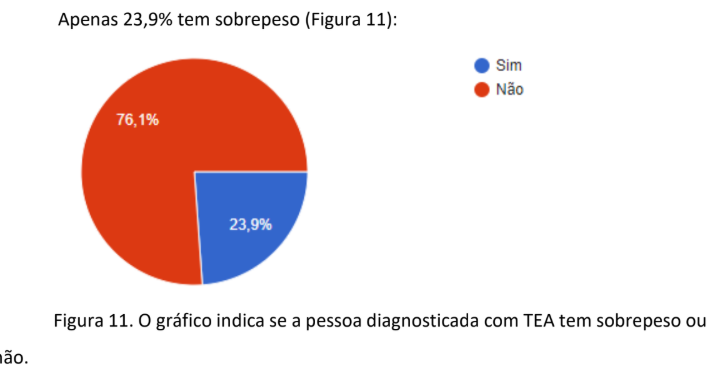 Apenas 23,9% tem sobrepeso (Figura 11):
Sim
Não
76,1%
23,9%
Figura 11. O gráfico indica se a pessoa diagnosticada com TEA tem sobrepeso ou
não.